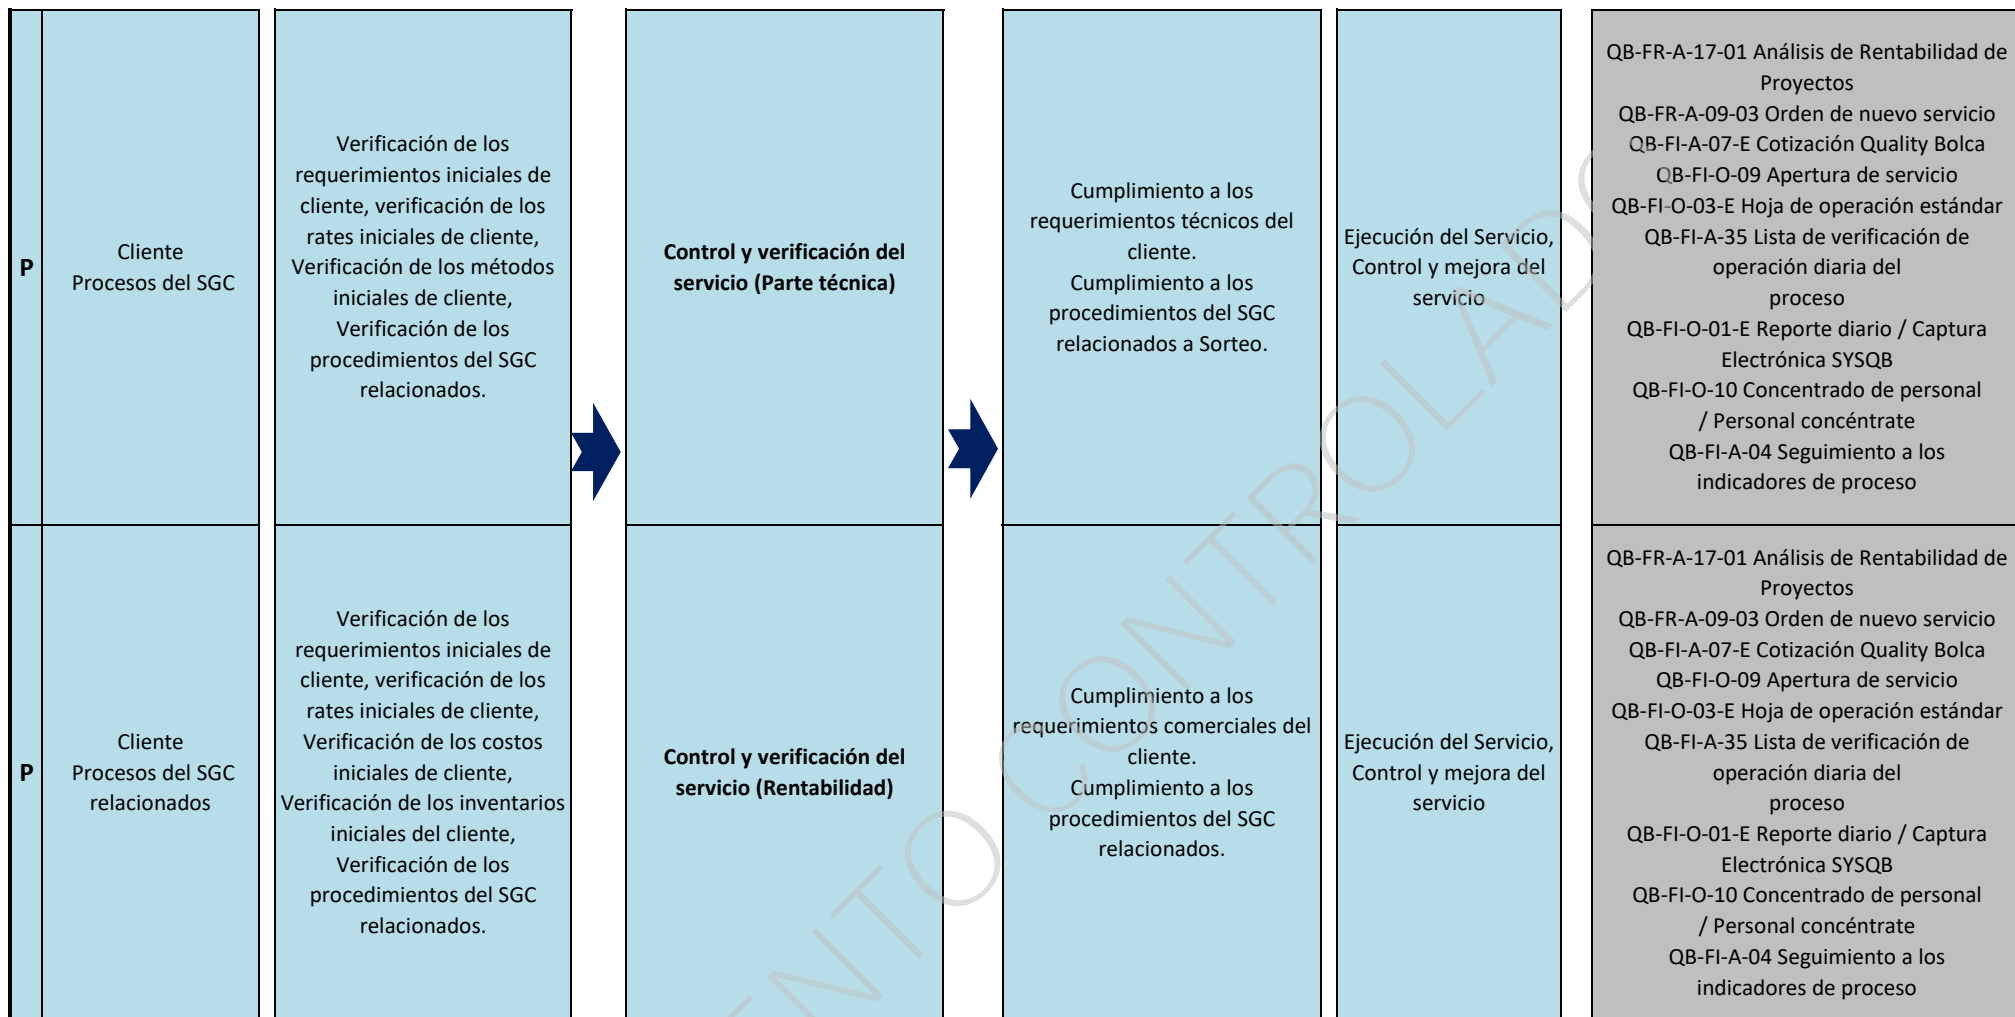 P
Cliente
Procesos del SGC
Verificación de los
requerimientos iniciales de
cliente, verificación de los
rates iniciales de cliente,
Verificación de los métodos
iniciales de cliente,
Verificación de los
procedimientos del SGC
relacionados.
Control y verificación del
servicio (Parte técnica)
Cumplimiento a los
requerimientos técnicos del
cliente.
Cumplimiento a los
procedimientos del SGC
relacionados a Sorteo.
Ejecución del Servicio,
Control y mejora del
servicio
QB-FR-A-17-01 Análisis de Rentabilidad de
Proyectos
QB-FR-A-09-03 Orden de nuevo servicio
QB-FI-A-07-E Cotización Quality Bolca
QB-FI-O-09 Apertura de servicio
QB-FI-O-03-E Hoja de operación estándar
QB-FI-A-35 Lista de verificación de
operación diaria del
proceso
QB-FI-O-01-E Reporte diario / Captura
Electrónica SYSQB
QB-FI-O-10 Concentrado de personal
/ Personal concéntrate
QB-FI-A-04 Seguimiento a los
indicadores de proceso
P
Cliente
Procesos del SGC
relacionados
Verificación de los
requerimientos iniciales de
cliente, verificación de los
rates iniciales de cliente,
Verificación de los costos
iniciales de cliente,
Verificación de los inventarios
iniciales del cliente,
Verificación de los
procedimientos del SGC
relacionados.
Control y verificación del
servicio (Rentabilidad)
Cumplimiento a los
requerimientos comerciales del
cliente.
Cumplimiento a los
procedimientos del SGC
relacionados.
Ejecución del Servicio,
Control y mejora del
servicio
QB-FR-A-17-01 Análisis de Rentabilidad de
Proyectos
QB-FR-A-09-03 Orden de nuevo servicio
QB-FI-A-07-E Cotización Quality Bolca
QB-FI-O-09 Apertura de servicio
QB-FI-O-03-E Hoja de operación estándar
QB-FI-A-35 Lista de verificación de
operación diaria del
proceso
QB-FI-O-01-E Reporte diario / Captura
Electrónica SYSQB
QB-FI-O-10 Concentrado de personal
/ Personal concéntrate
QB-FI-A-04 Seguimiento a los
indicadores de proceso
ENTO CONTROLADO